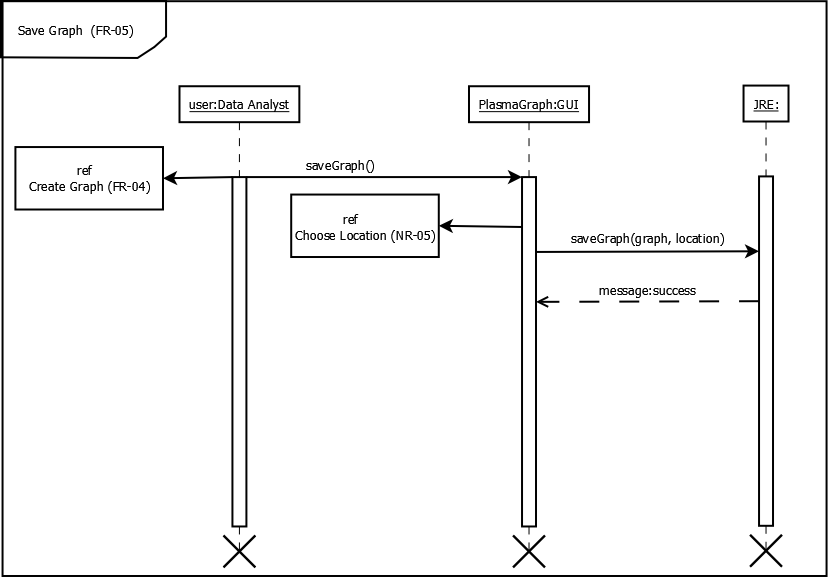 Save Graph  (FR-05)
user:Data Analyst
PlasmaGraph:GUI
JRE:
ref
Create Graph (FR-04)
saveGraph()
ref
Choose Location (NR-05)
saveGraph(graph, location)
message:success